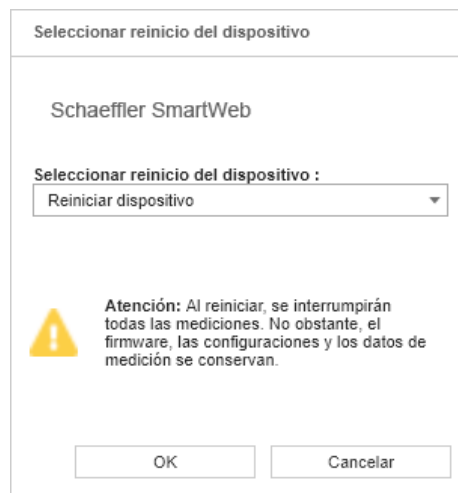 Seleccionar reinicio del dispositivo
Schaeffler SmartWeb
Seleccionar reinicio del dispositivo :
Reiniciar dispositivo
Atención: Al reiniciar, se interrumpirán
todas las mediciones. No obstante, el
firmware, las configuraciones y los datos de
medición se conservan.
OK
Cancelar